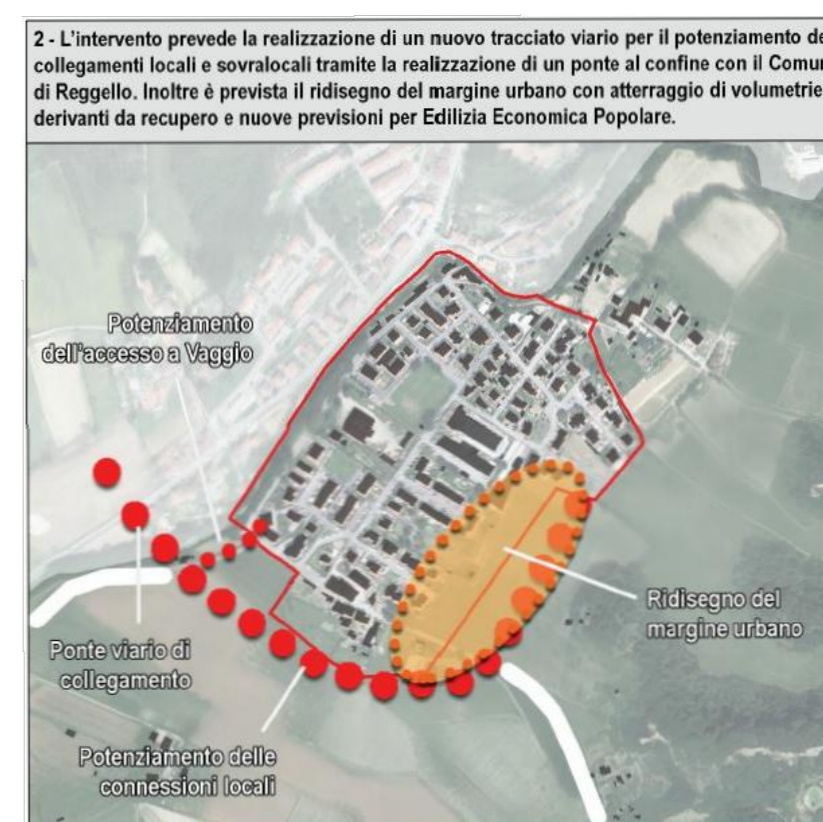 2 - L'intervento prevede la realizzazione di un nuovo tracciato viario per il potenziamento
collegamenti locali e sovralocali tramite la realizzazione di un ponte al confine con il
di Reggello. Inoltre è prevista il ridisegno del margine urbano con atterraggio di volumetrie
derivanti da recupero e nuove previsioni per Edilizia Economica Popolare.
Potenziamento
dell'accesso a Vaggio
Ridisegno del
margine urbano
Ponte viario di
collegamento
Potenziamento delle
connessioni locali